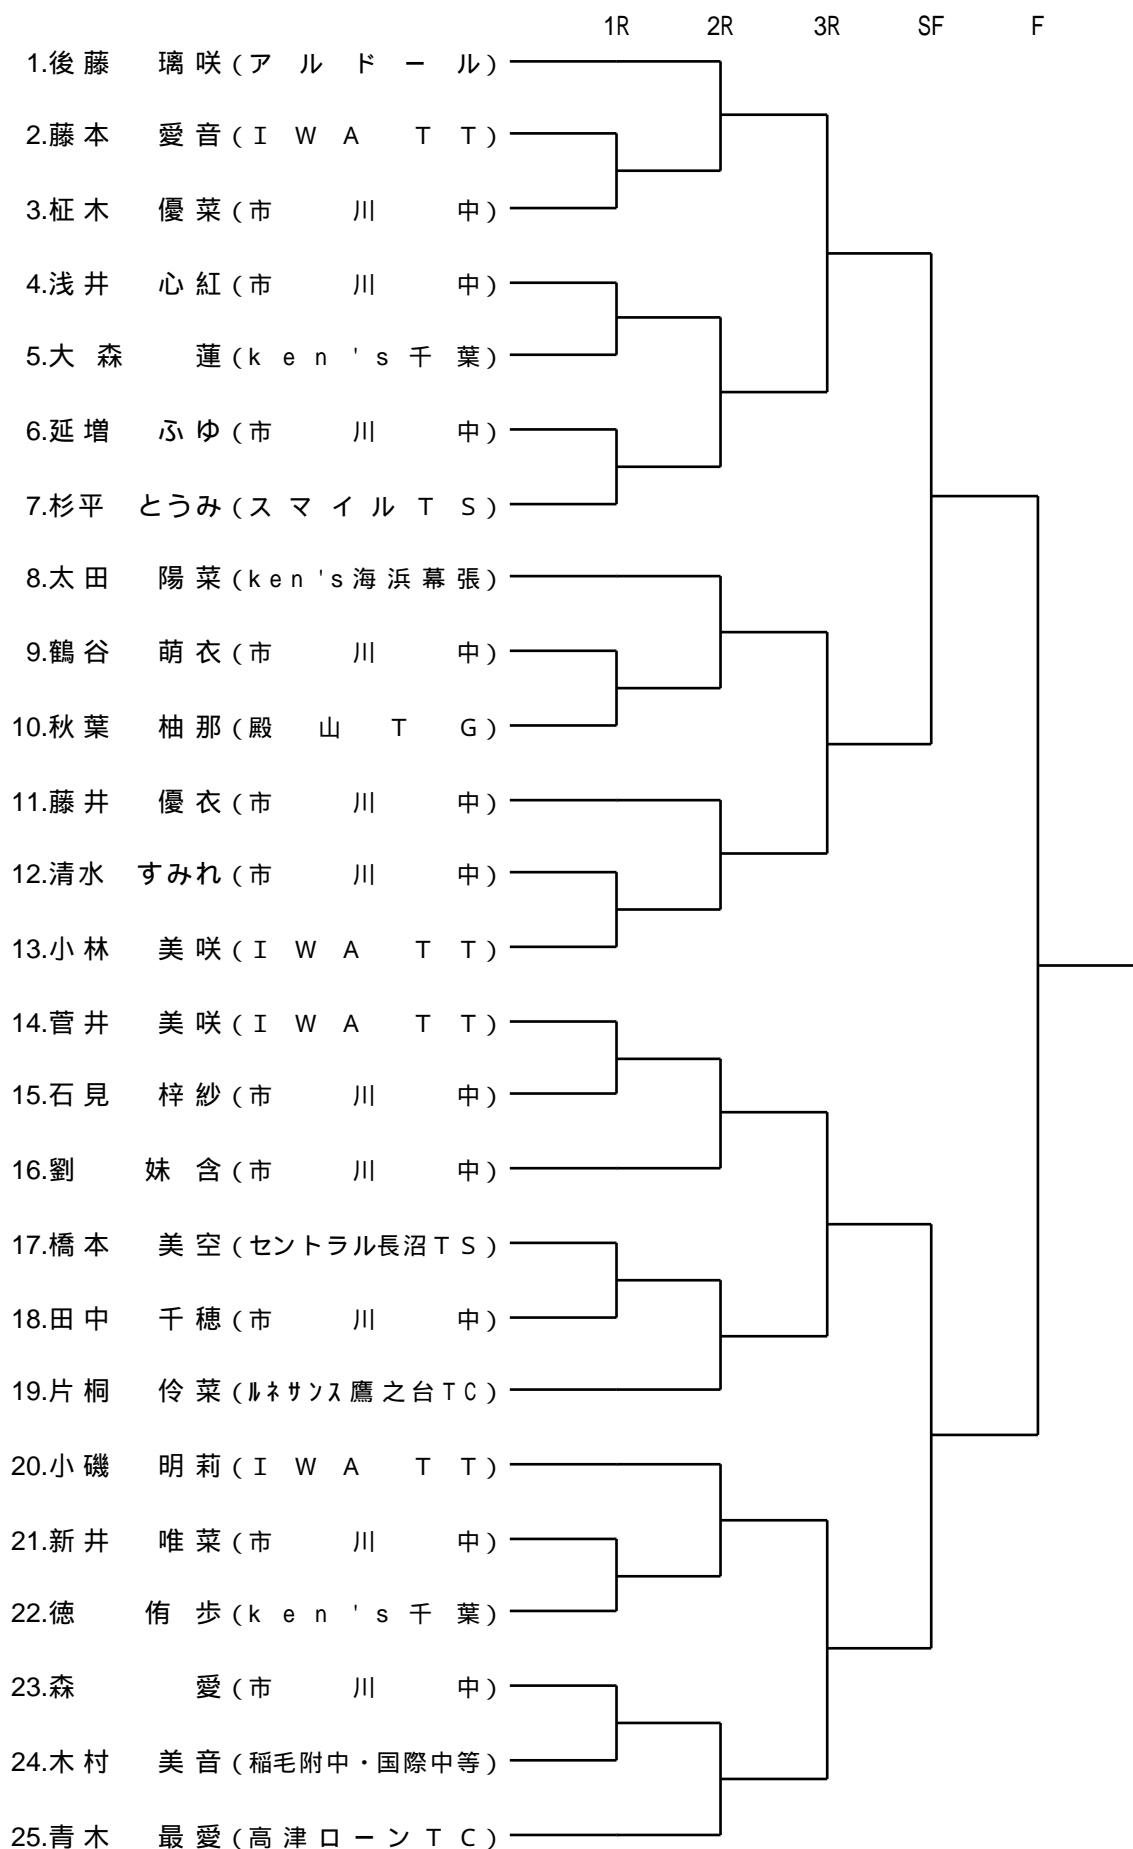 1R 2R 3R SF F
1.後藤 璃咲(アルドール)
2.藤本 愛音(IWA TT)
3.柾木 優菜(市川中)
4.浅井 心紅(市川中)
5.大森 蓮(ken's千葉)
6.延増 ふゆ(市川中)
7.杉平 とうみ(スマイルTS)
8.太田 陽菜(ken's海浜幕張)
9.鶴谷 萌衣(市川中)
10.秋葉 柚那(殿山TG)
11.藤井 優衣(市川中)
12.清水 すみれ(市川中)
13.小林 美咲(IWA TT)
14.菅井 美咲(IWA TT)
15.石見 梓紗(市川中)
16.劉 妹含(市川中)
17.橋本 美空(セントラル長沼TS)
18.田中 千穂(市川中)
19.片桐 伶菜(ﾙﾈｻﾝｽ鷹之台TC)
20.小磯 明莉(IWA TT)
21.新井 唯菜(市川中)
22.徳 侑歩(ken's千葉)
23.森 愛(市川中)
24.木村 美音(稲毛附中・国際中等)
25.青木 最愛(高津ローンTC)